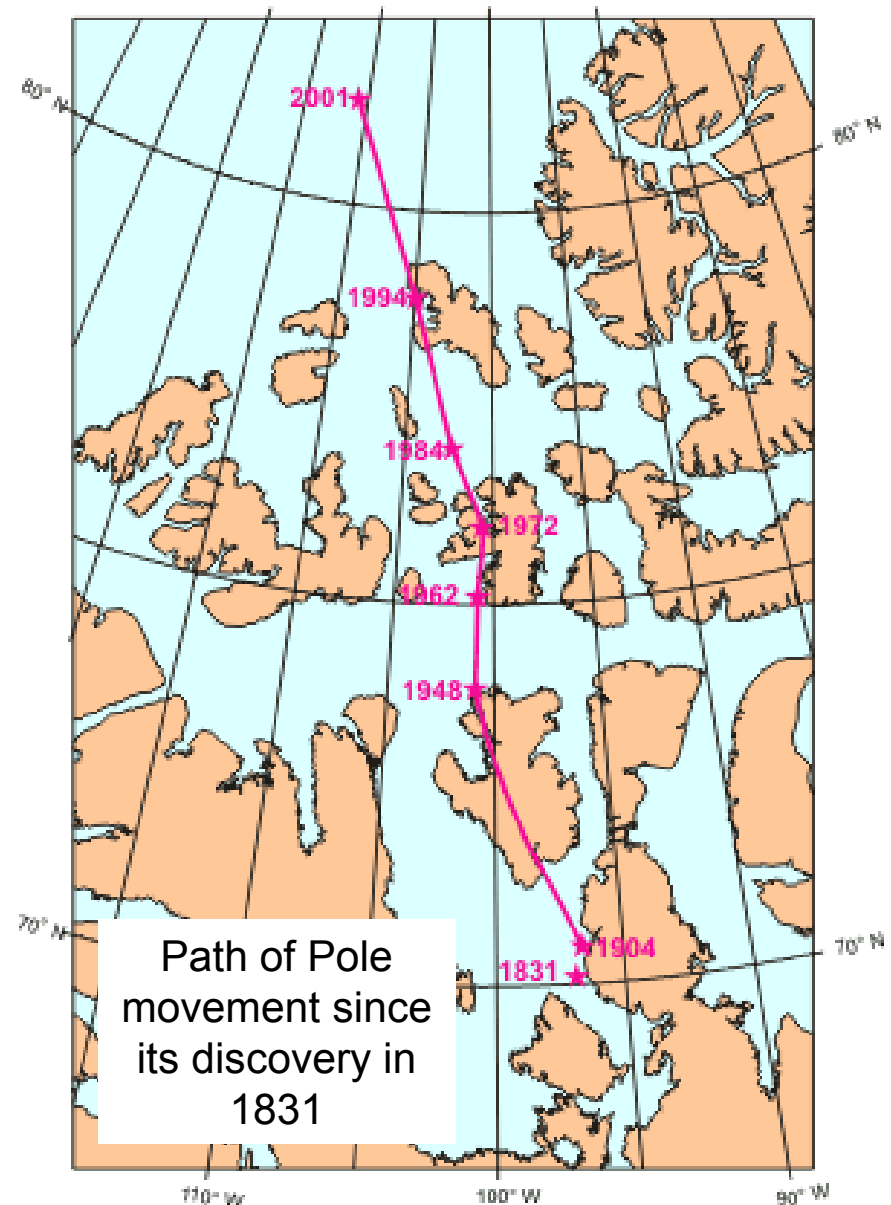 80° N
80° N
2001
1994
1984
1972
1962
1948
1904
1831
70° N
70° N
Path of Pole
movement since
its discovery in
1831
110° W
100° W
90° W